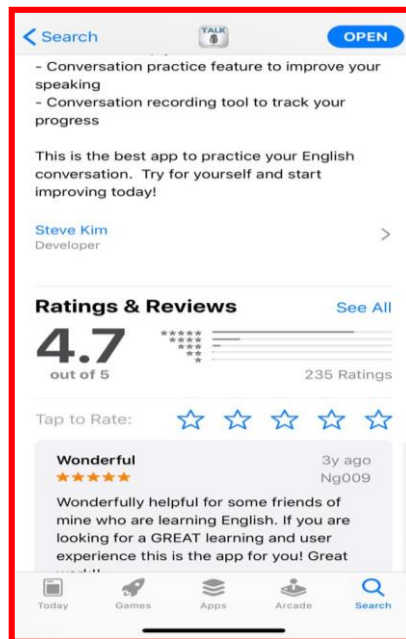 Search
TALK
OPEN
- Conversation practice feature to improve your
speaking
- Conversation recording tool to track your
progress
This is the best app to practice your English
conversation.  Try for yourself and start
improving today!
Steve Kim
Developer
Ratings & Reviews
See All
4.7
out of 5
235 Ratings
Tap to Rate:
Wonderful
3y ago
Ng009
Wonderfully helpful for some friends of
mine who are learning English. If you are
looking for a GREAT learning and user
experience this is the app for you! Great
Today
Games
Apps
Arcade
Search